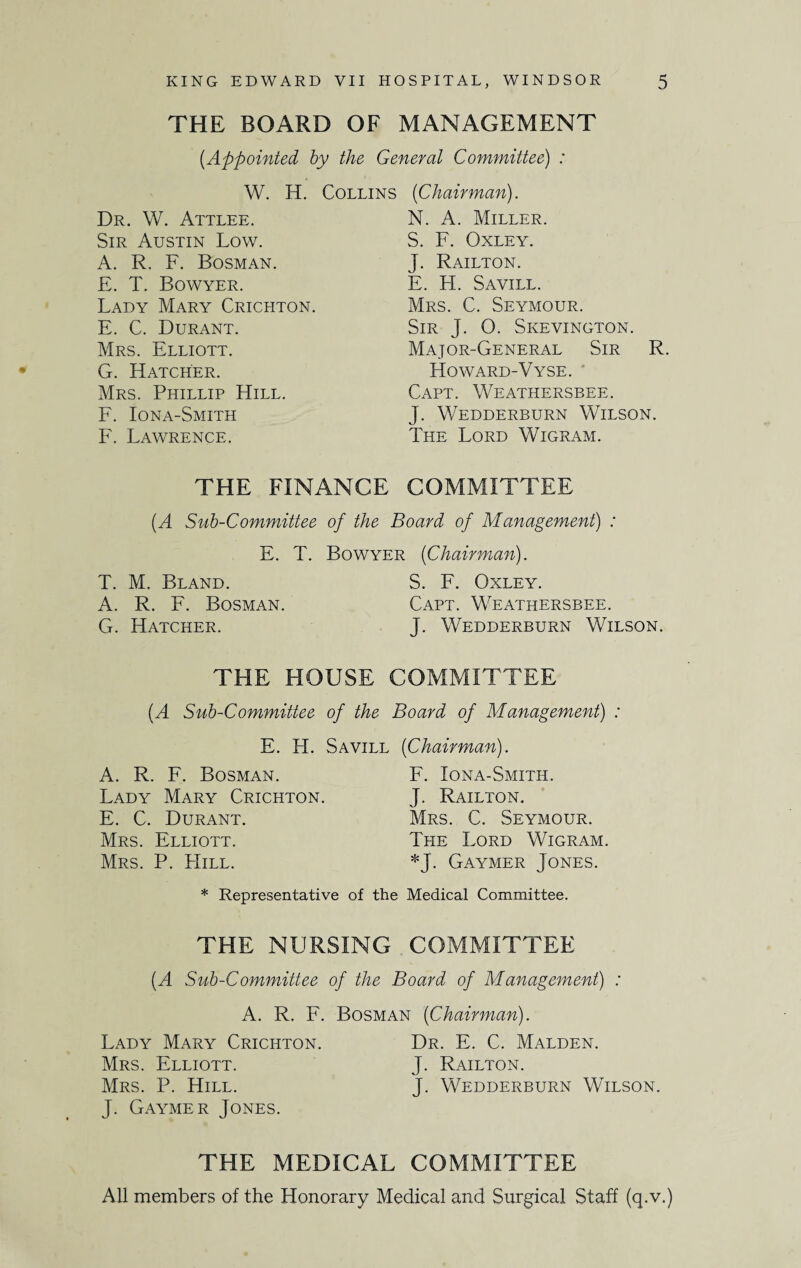 KING EDWARD VII HOSPITAL, WINDSOR 5
THE BOARD OF MANAGEMENT
(Appointed by the General Committee) :
W. H. COLLINS (Chairman).
DR. W. ATTLEE.
SIR AUSTIN LOW.
A. R. F. BOSMAN.
E. T. BOWYER.
LADY MARY CRICHTON.
E. C. DURANT.
MRS. ELLIOTT.
G. HATCHER.
MRS. PHILLIP HILL.
F. IONA-SMITH
F. LAWRENCE.
N. A. MILLER.
S. F. OXLEY.
J. RAILTON.
E. H. SAVILL.
MRS. C. SEYMOUR.
SIR J. O. SKEVINGTON.
MAJOR-GENERAL SIR R.
HOWARD-VYSE.
CAPT. WEATHERSBEE.
J. WEDDERBURN WILSON.
THE LORD WIGRAM.
THE FINANCE COMMITTEE
(A Sub-Committee of the Board of Management) :
E. T. BOWYER (Chairman).
T. M. BLAND.
A. R. F. BOSMAN.
G. HATCHER.
S. F. OXLEY.
CAPT. WEATHERSBEE.
J. WEDDERBURN WILSON.
THE HOUSE COMMITTEE
(A Sub-Committee of the Board of Management) :
E. H. SAVILL (Chairman).
A. R. F. BOSMAN.
LADY MARY CRICHTON.
E. C. DURANT.
MRS. ELLIOTT.
MRS. P. HILL.
F. IONA-SMITH.
J. RAILTON.
MRS. C. SEYMOUR.
THE LORD WIGRAM.
*J. GAYMER JONES.
* Representative of the Medical Committee.
THE NURSING COMMITTEE
(A Sub-Committee of the Board of Management) :
A. R. F. BOSMAN (Chairman).
LADY MARY CRICHTON.
MRS. ELLIOTT.
MRS. P. HILL.
J. GAYMER JONES.
DR. E. C. MALDEN.
J. RAILTON.
J. WEDDERBURN WILSON.
THE MEDICAL COMMITTEE
All members of the Honorary Medical and Surgical Staff (q.v.)